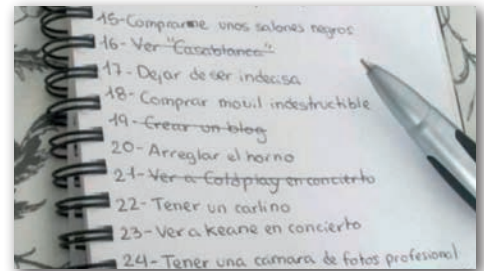 15-Comprarme unos salones negros
16- Ver "Casablanca".
17- Dejar de ser indecisa
18- Comprar movil indestructible
19- Crear un blog
20- Arreglar el horno
21- Ver a Coldplay en concierto
22- Tener un carlino
23- Ver a Keane en concierto
24- Tener una cámara de fotos profesional